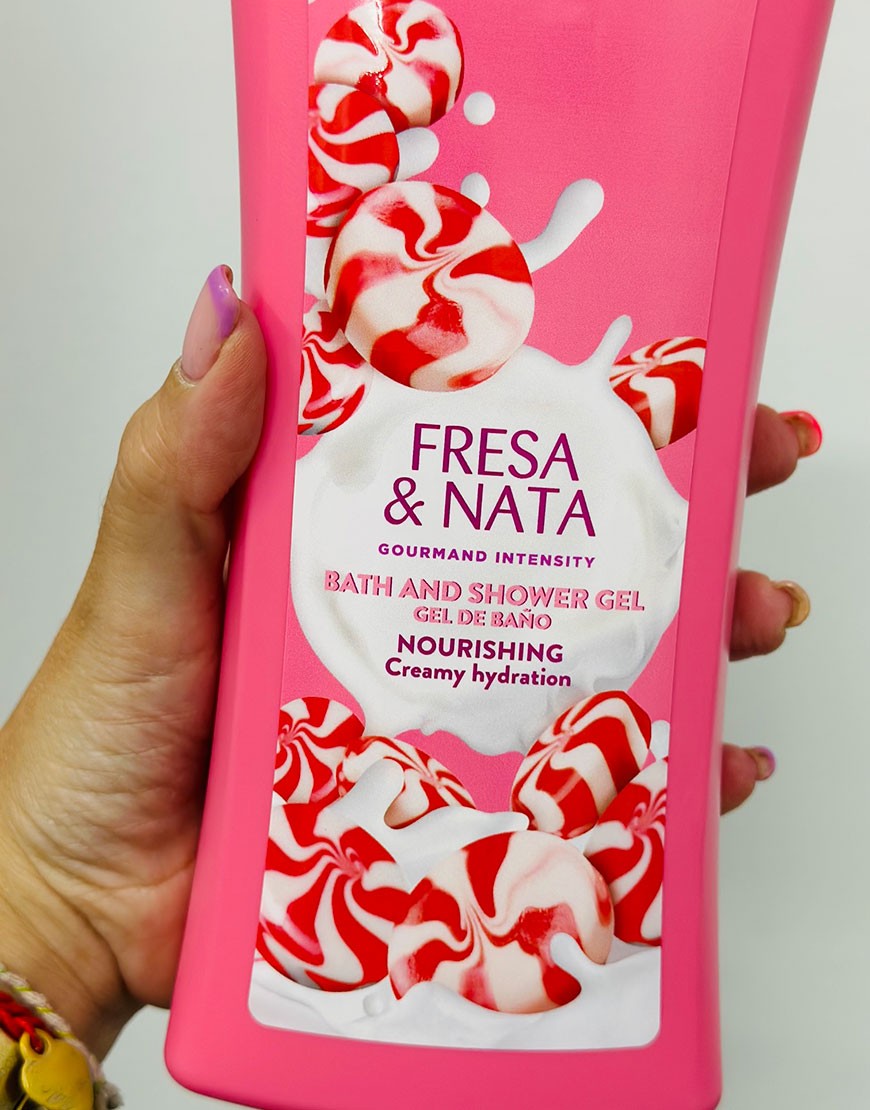 FRESA
& NATA
GOURMAND INTENSITY
BATH AND SHOWER GEL
GEL DE BAÑO
NOURISHING
Creamy hydration